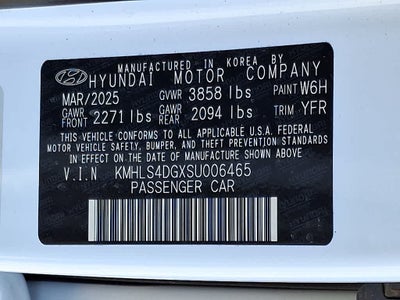 MANUFACTURED IN KOREA BY
HYUNDAI MOTOR COMPANY
MAR/2025 GVWR 3858 lbs PAINT W6H
GAWR FRONT 2271 lbs GAWR REAR 2094 lbs TRIM YFR
THIS VEHICLE CONFORMS TO ALL APPLICABLE U.S.A FEDERAL
MOTOR VEHICLE SAFETY, BUMPER, AND THEFT PREVENTION STANDARDS
IN EFFECT ON THE DATE OF MANUFACTURE SHOWN ABOVE.
V.I.N KMHLS4DGXSU006465
PASSENGER CAR